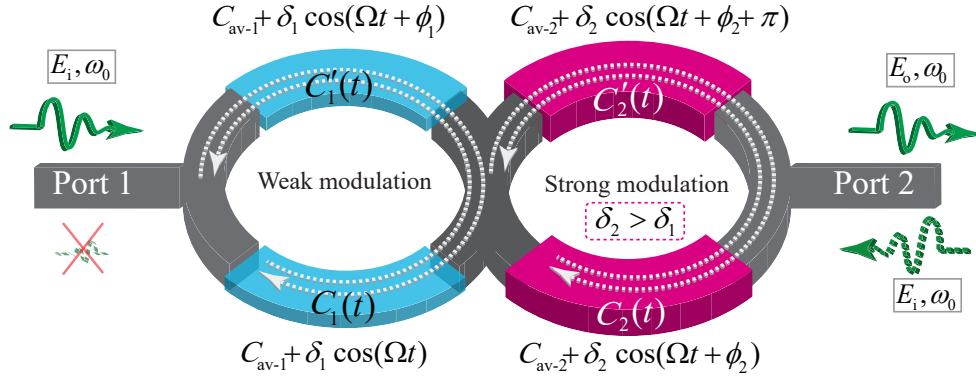 C_av-1 + δ_1 cos(Ωt + ϕ_1)
C_av-2 + δ_2 cos(Ωt + ϕ_2 + π)
E_i, ω_0
E_o, ω_0
C′_1(t)
C′_2(t)
Port 1
Weak modulation
Strong modulation
Port 2
δ_2 > δ_1
C_1(t)
C_2(t)
E_i, ω_0
C_av-1 + δ_1 cos(Ωt)
C_av-2 + δ_2 cos(Ωt + ϕ_2)